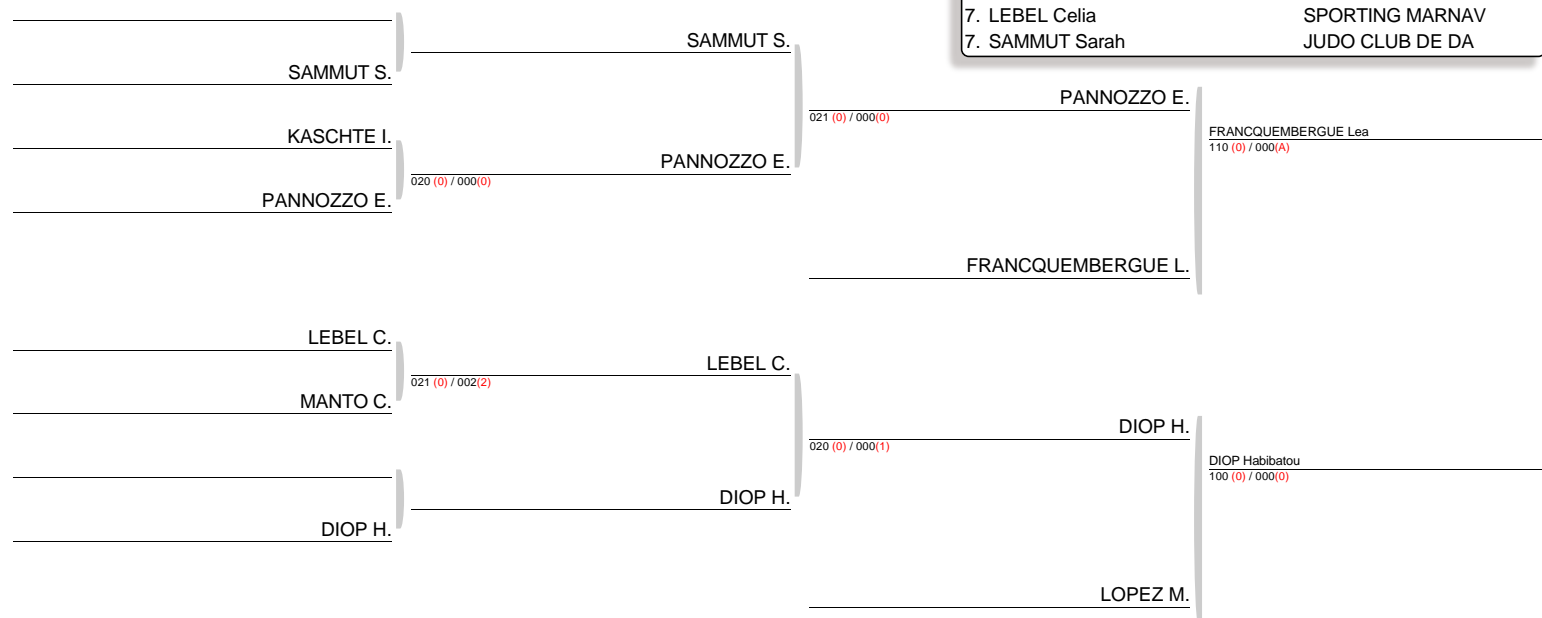 7. LEBEL Celia SPORTING MARNAV
7. SAMMUT Sarah JUDO CLUB DE DA
SAMMUT S.
SAMMUT S.
PANNOZZO E.
021 (0) / 000(0)
FRANCQUEMBERGUE Lea
110 (0) / 000(A)
KASCHTE I.
PANNOZZO E.
020 (0) / 000(0)
PANNOZZO E.
FRANCQUEMBERGUE L.
LEBEL C.
LEBEL C.
021 (0) / 002(2)
MANTO C.
DIOP H.
020 (0) / 000(1)
DIOP Habibatou
100 (0) / 000(0)
DIOP H.
DIOP H.
LOPEZ M.